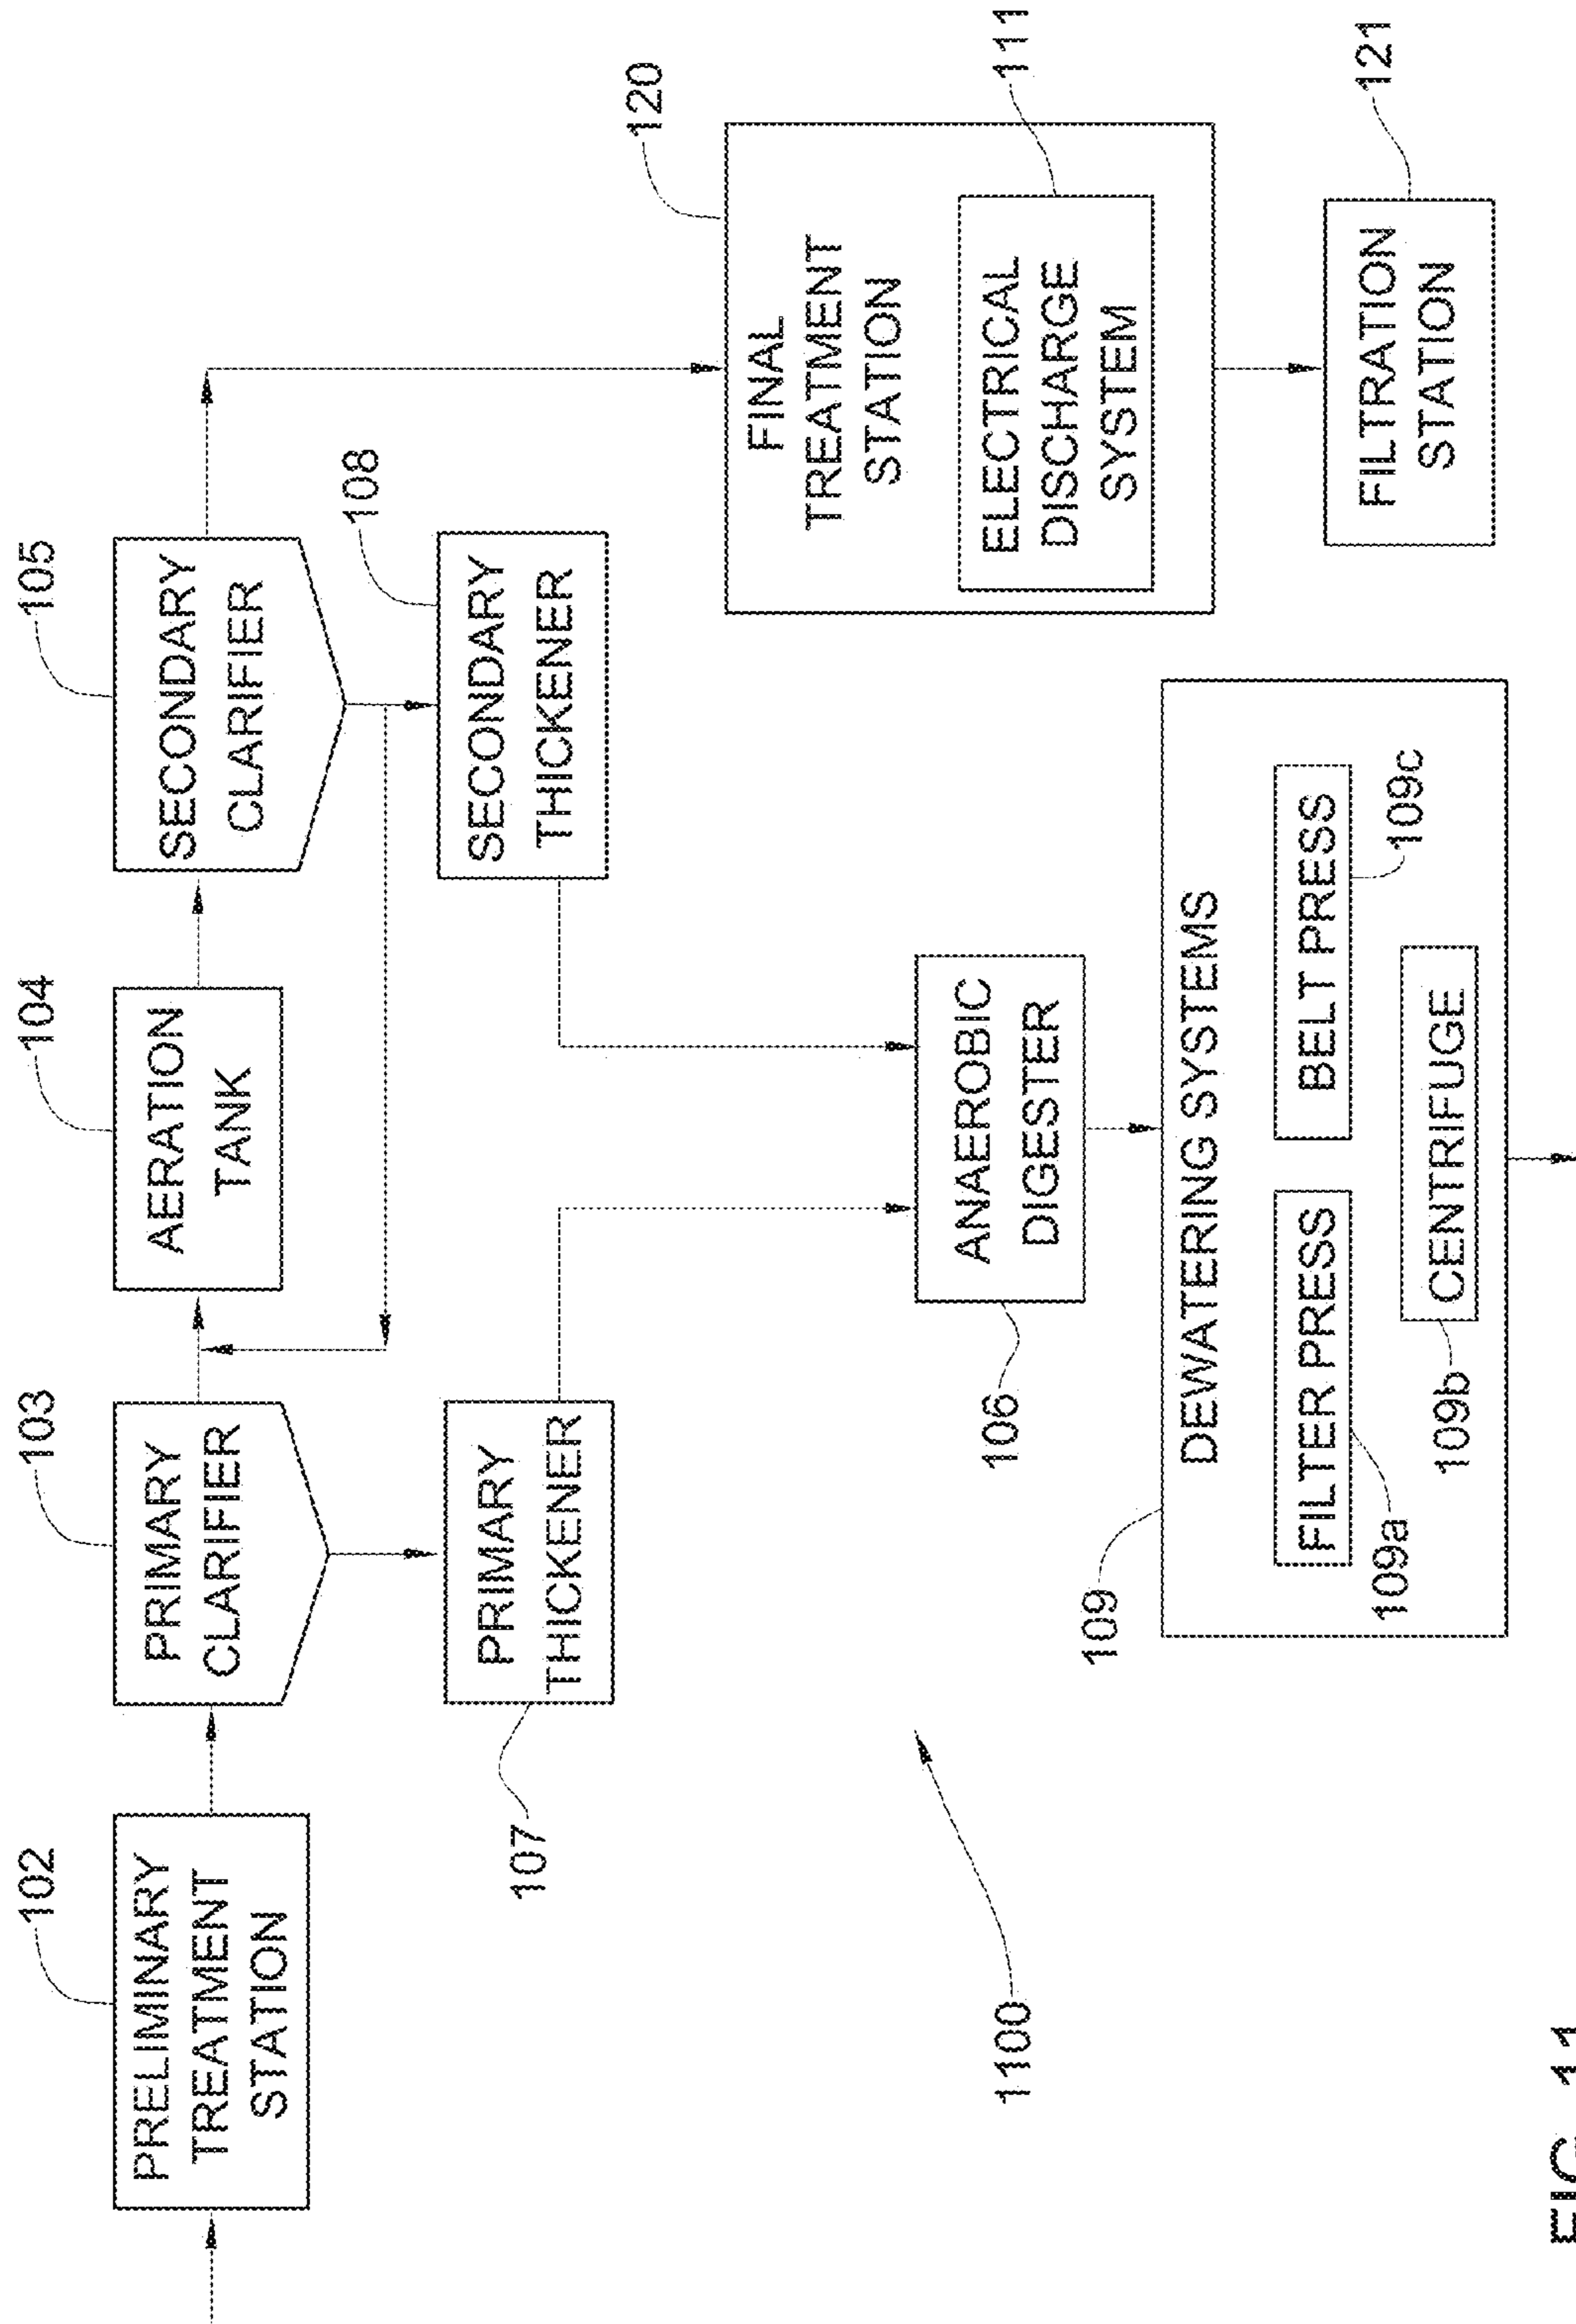 102
PRELIMINARY
TREATMENT
STATION
103
PRIMARY
CLARIFIER
104
AERATION
TANK
105
SECONDARY
CLARIFIER
107
PRIMARY
THICKENER
108
SECONDARY
THICKENER
120
FINAL
TREATMENT
STATION
ELECTRICAL
DISCHARGE
SYSTEM
111
106
ANAEROBIC
DIGESTER
1100
109
DEWATERING SYSTEMS
FILTER PRESS
109a
BELT PRESS
109c
CENTRIFUGE
109b
FILTRATION
STATION
121
FIG. 11